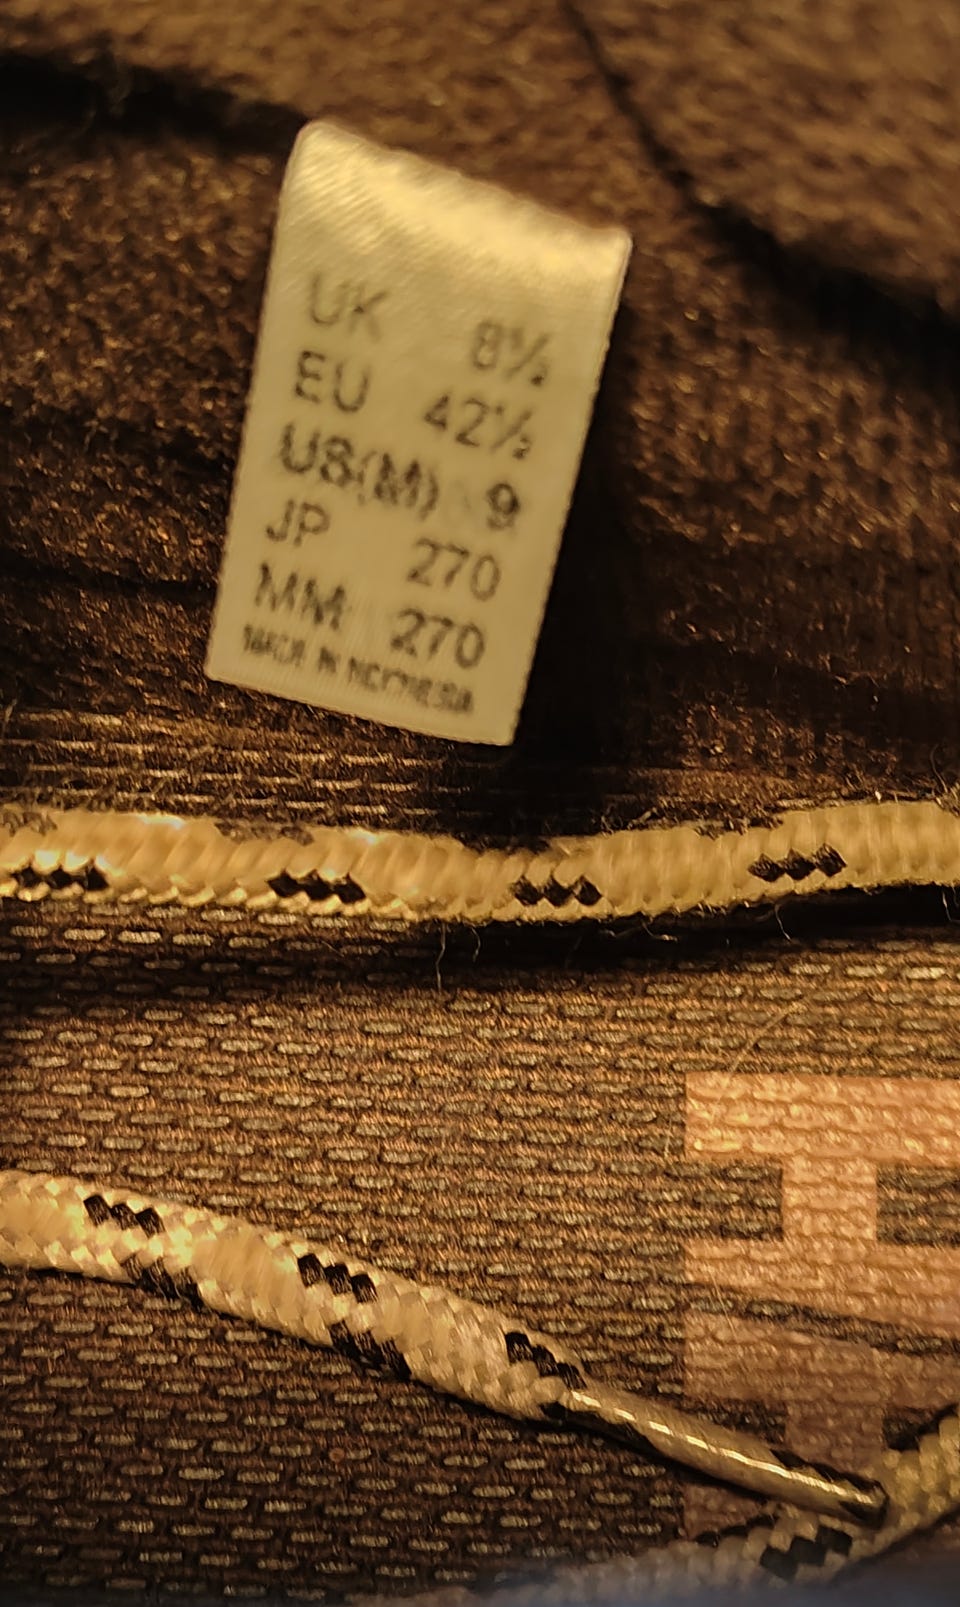 UK 8½
EU 42½
US(M) 9
JP 270
MM 270
MADE IN INDONESIA